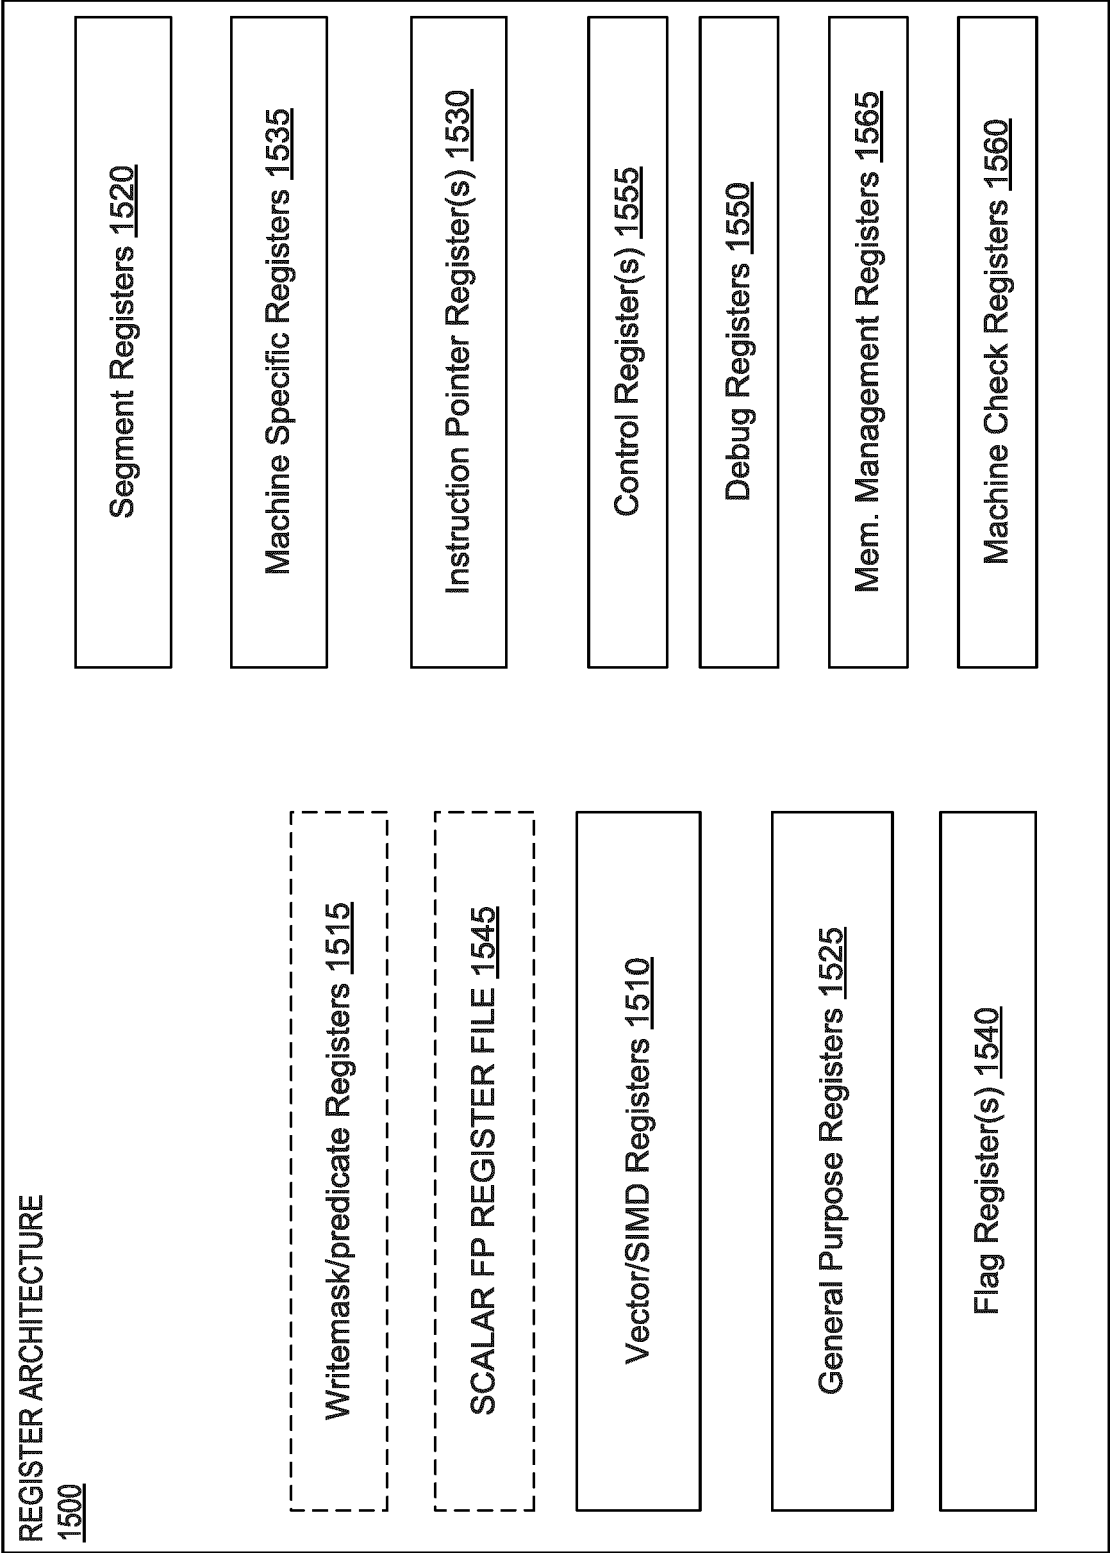 REGISTER ARCHITECTURE
1500
Writemask/predicate Registers 1515
SCALAR FP REGISTER FILE 1545
Vector/SIMD Registers 1510
General Purpose Registers 1525
Flag Register(s) 1540
Segment Registers 1520
Machine Specific Registers 1535
Instruction Pointer Register(s) 1530
Control Register(s) 1555
Debug Registers 1550
Mem. Management Registers 1565
Machine Check Registers 1560